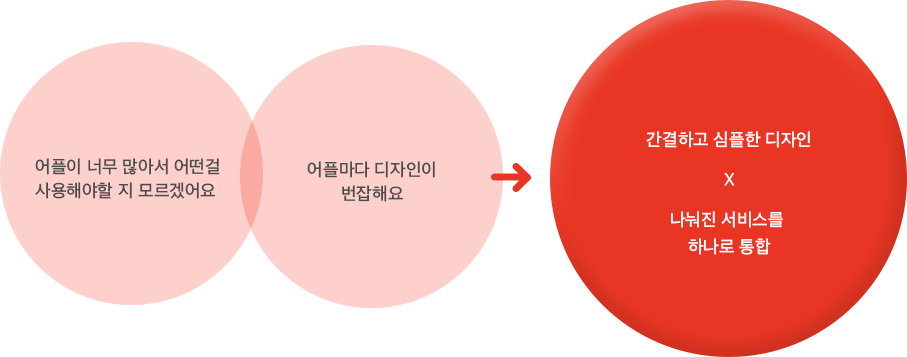 어플이 너무 많아서 어떤걸
사용해야할 지 모르겠어요
어플마다 디자인이
번잡해요
간결하고 심플한 디자인
X
나눠진 서비스를
하나로 통합